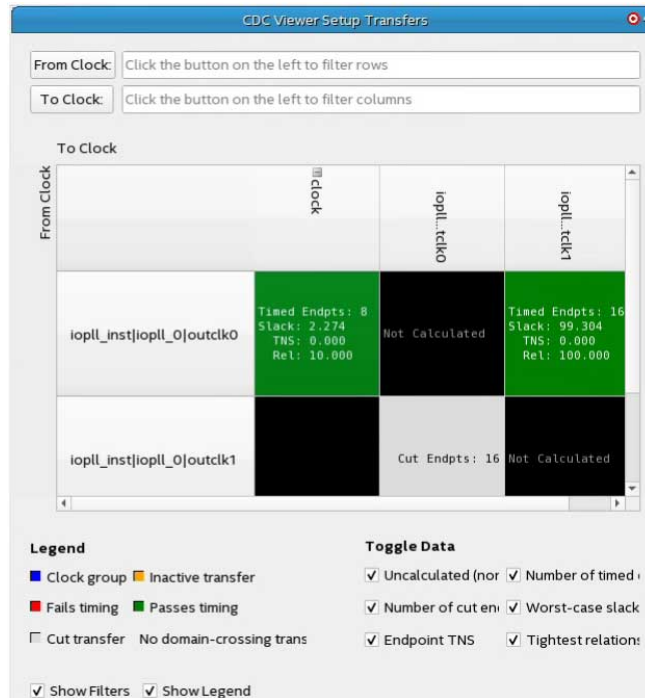 CDC Viewer Setup Transfers
From Clock:
Click the button on the left to filter rows
To Clock:
Click the button on the left to filter columns
To Clock
From Clock
clock
iopll...tclk0
iopll...tclk1
iopll_inst|iopll_0|outclk0
Timed Endpts: 8
Slack: 2.274
TNS: 0.000
Rel: 10.000
Not Calculated
Timed Endpts: 16
Slack: 99.304
TNS: 0.000
Rel: 100.000
iopll_inst|iopll_0|outclk1
Cut Endpts: 16
Not Calculated
Legend
Clock group
Inactive transfer
Fails timing
Passes timing
Cut transfer
No domain-crossing trans
Toggle Data
Uncalculated (nor
Number of timed
Number of cut en
Worst-case slack
Endpoint TNS
Tightest relations
Show Filters
Show Legend